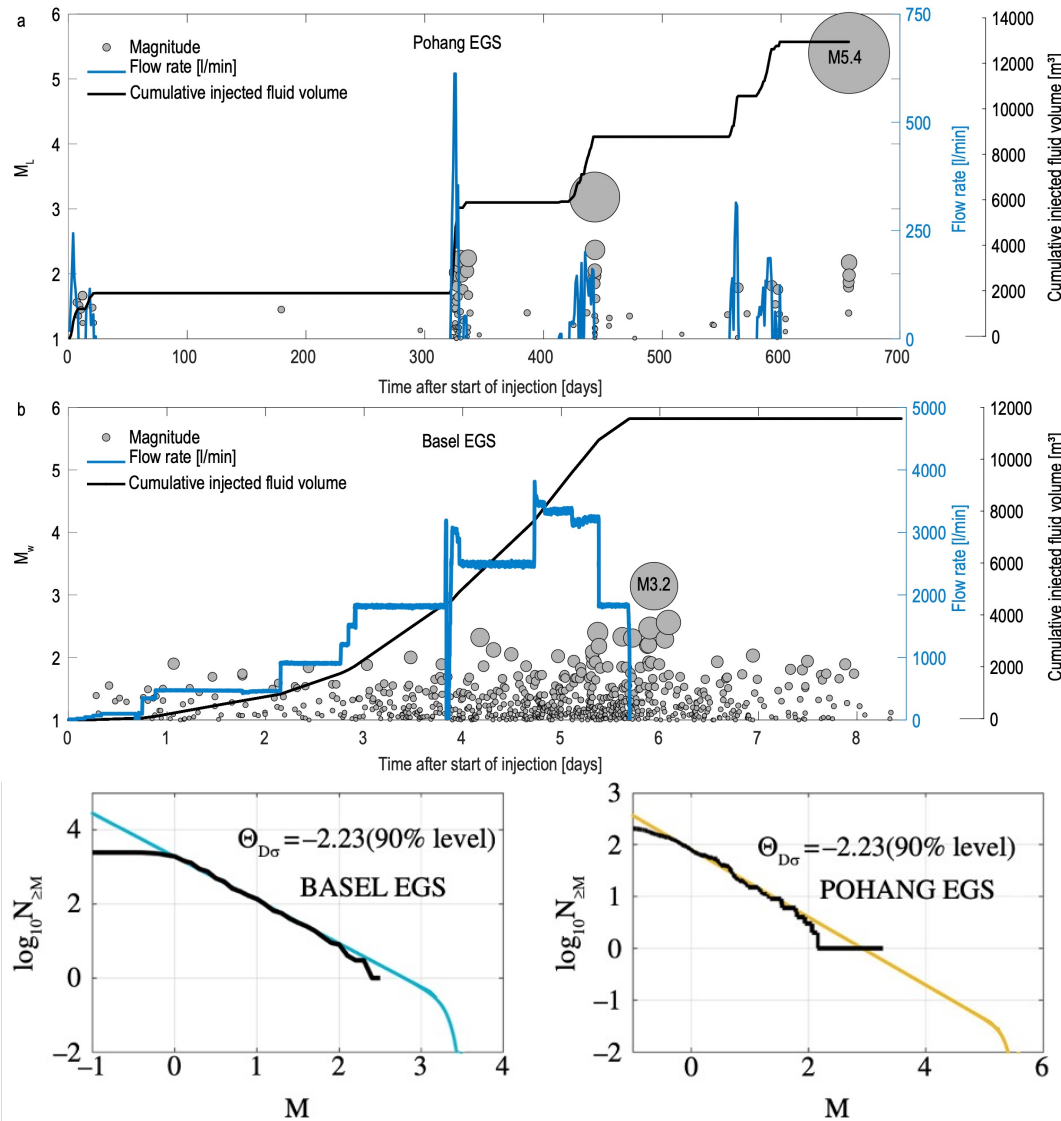 a
6
5
4
3
2
1
M_L
Magnitude
Flow rate [l/min]
Cumulative injected fluid volume
Pohang EGS
M5.4
750
500
250
0
Flow rate [l/min]
14000
12000
10000
8000
6000
4000
2000
0
Cumulative injected fluid volume [m³]
0 100 200 300 400 500 600 700
Time after start of injection [days]
b
6
5
4
3
2
1
M_w
Magnitude
Flow rate [l/min]
Cumulative injected fluid volume
Basel EGS
M3.2
5000
4000
3000
2000
1000
0
Flow rate [l/min]
12000
10000
8000
6000
4000
2000
0
Cumulative injected fluid volume [m³]
0 1 2 3 4 5 6 7 8
Time after start of injection [days]
4
2
0
−2
log₁₀N≥M
Θ_Dσ=−2.23(90% level)
BASEL EGS
−1 0 1 2 3 4
M
3
2
1
0
−1
−2
log₁₀N≥M
Θ_Dσ=−2.23(90% level)
POHANG EGS
0 2 4 6
M